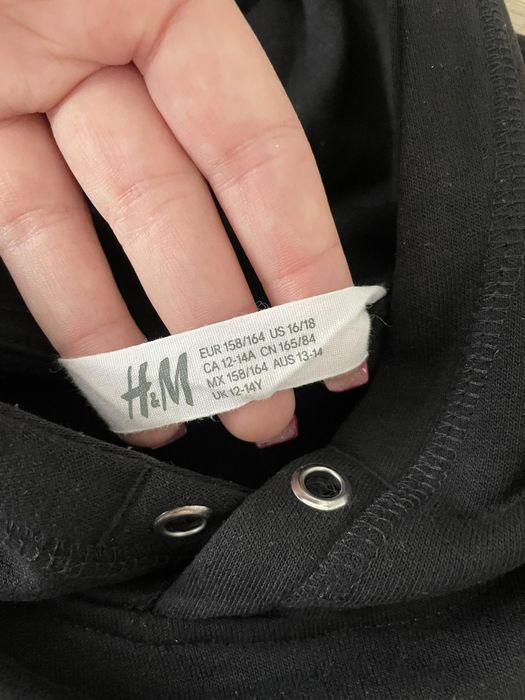 H&M
EUR 158/164 US 16/18
CA 12-14A CN 165/84
MX 158/164 AUS 13-14
UK 12-14Y